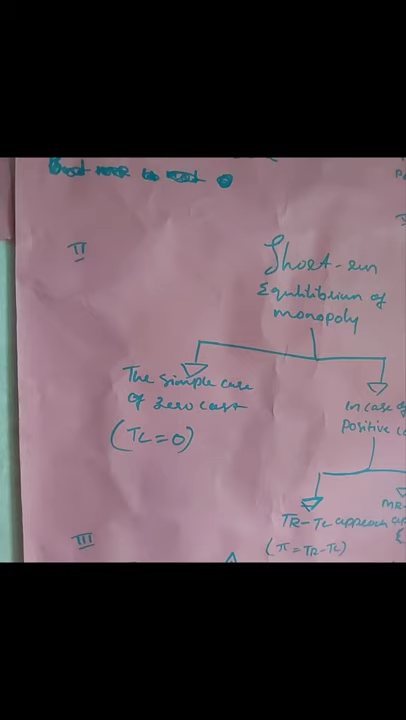 II
Short-run
Equilibrium of
monopoly
The simple case
of zero cost
(TC=0)
In case of
Positive
TR-TC approach
MR-
(π=TR-TC)
III